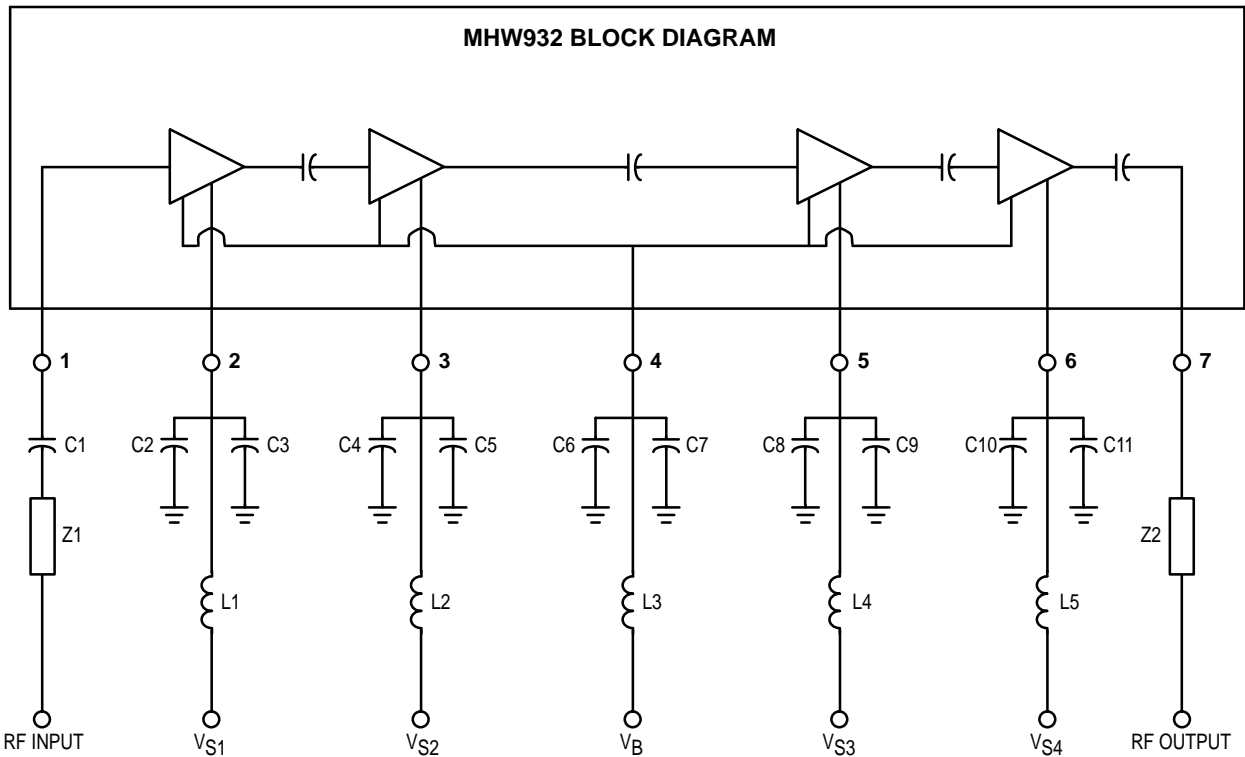 MHW932 BLOCK DIAGRAM
1 2 3 4 5 6 7
C1 C2 C3 C4 C5 C6 C7 C8 C9 C10 C11
Z1 Z2
L1 L2 L3 L4 L5
RF INPUT VS1 VS2 VB VS3 VS4 RF OUTPUT